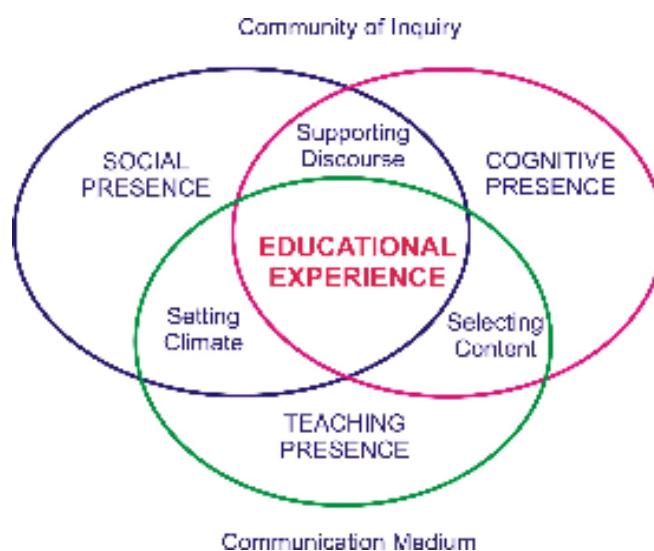 Community of Inquiry
Supporting
Discourse
SOCIAL
PRESENCE
COGNITIVE
PRESENCE
EDUCATIONAL
EXPERIENCE
Setting
Climate
Selecting
Content
TEACHING
PRESENCE
Communication Medium